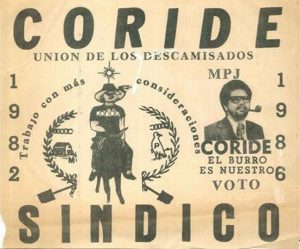 CORIDE
UNION DE LOS DESCAMISADOS
MPJ
1982
Trabajo con más consideraciones
1986
CORIDE
EL BURRO
ES NUESTRO
VOTO
SINDICO